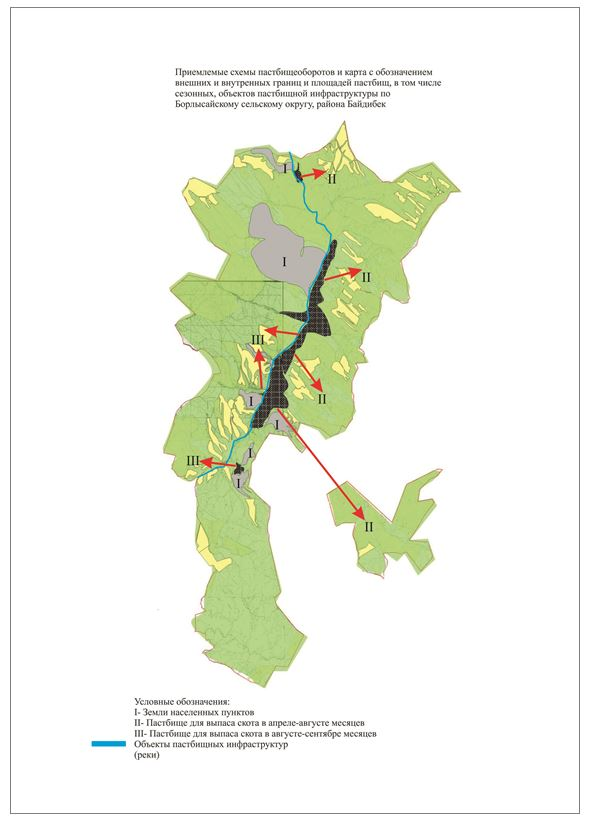 Приемлемые схемы пастбищеоборотов и карта с обозначением
внешних и внутренных границ и площадей пастбищ, в том числе
сезонных, объектов пастбищной инфраструктуры по
Борлысайскому сельскому округу, района Байдибек
I
II
I
II
III
I
II
I
I
III
I
II
Условные обозначения:
I- Земли населенных пунктов
II- Пастбище для выпаса скота в апреле-августе месяцев
III- Пастбище для выпаса скота в августе-сентябре месяцев
Объекты пастбищных инфраструктур
(реки)